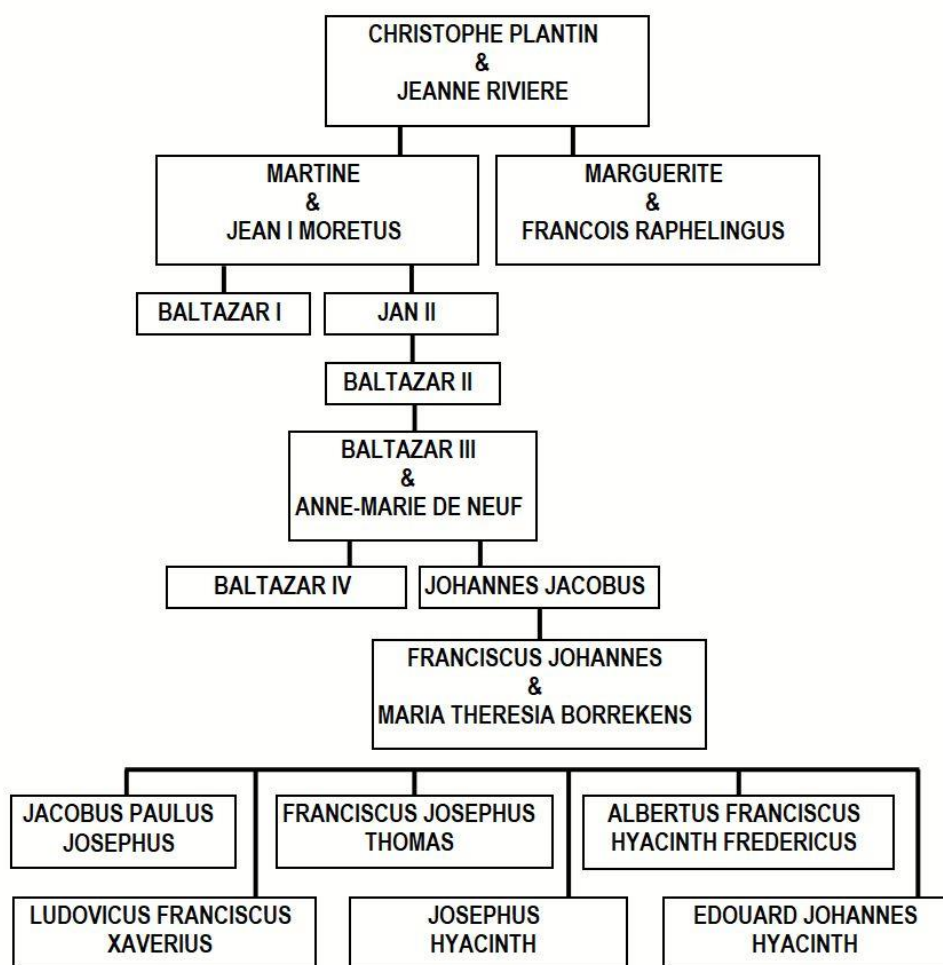 CHRISTOPHE PLANTIN
&
JEANNE RIVIERE
MARTINE
&
JEAN I MORETUS
MARGUERITE
&
FRANCOIS RAPHELINGUS
BALTAZAR I
JAN II
BALTAZAR II
BALTAZAR III
&
ANNE-MARIE DE NEUF
BALTAZAR IV
JOHANNES JACOBUS
FRANCISCUS JOHANNES
&
MARIA THERESIA BORREKENS
JACOBUS PAULUS
JOSEPHUS
FRANCISCUS JOSEPHUS
THOMAS
ALBERTUS FRANCISCUS
HYACINTH FREDERICUS
LUDOVICUS FRANCISCUS
XAVERIUS
JOSEPHUS
HYACINTH
EDOUARD JOHANNES
HYACINTH